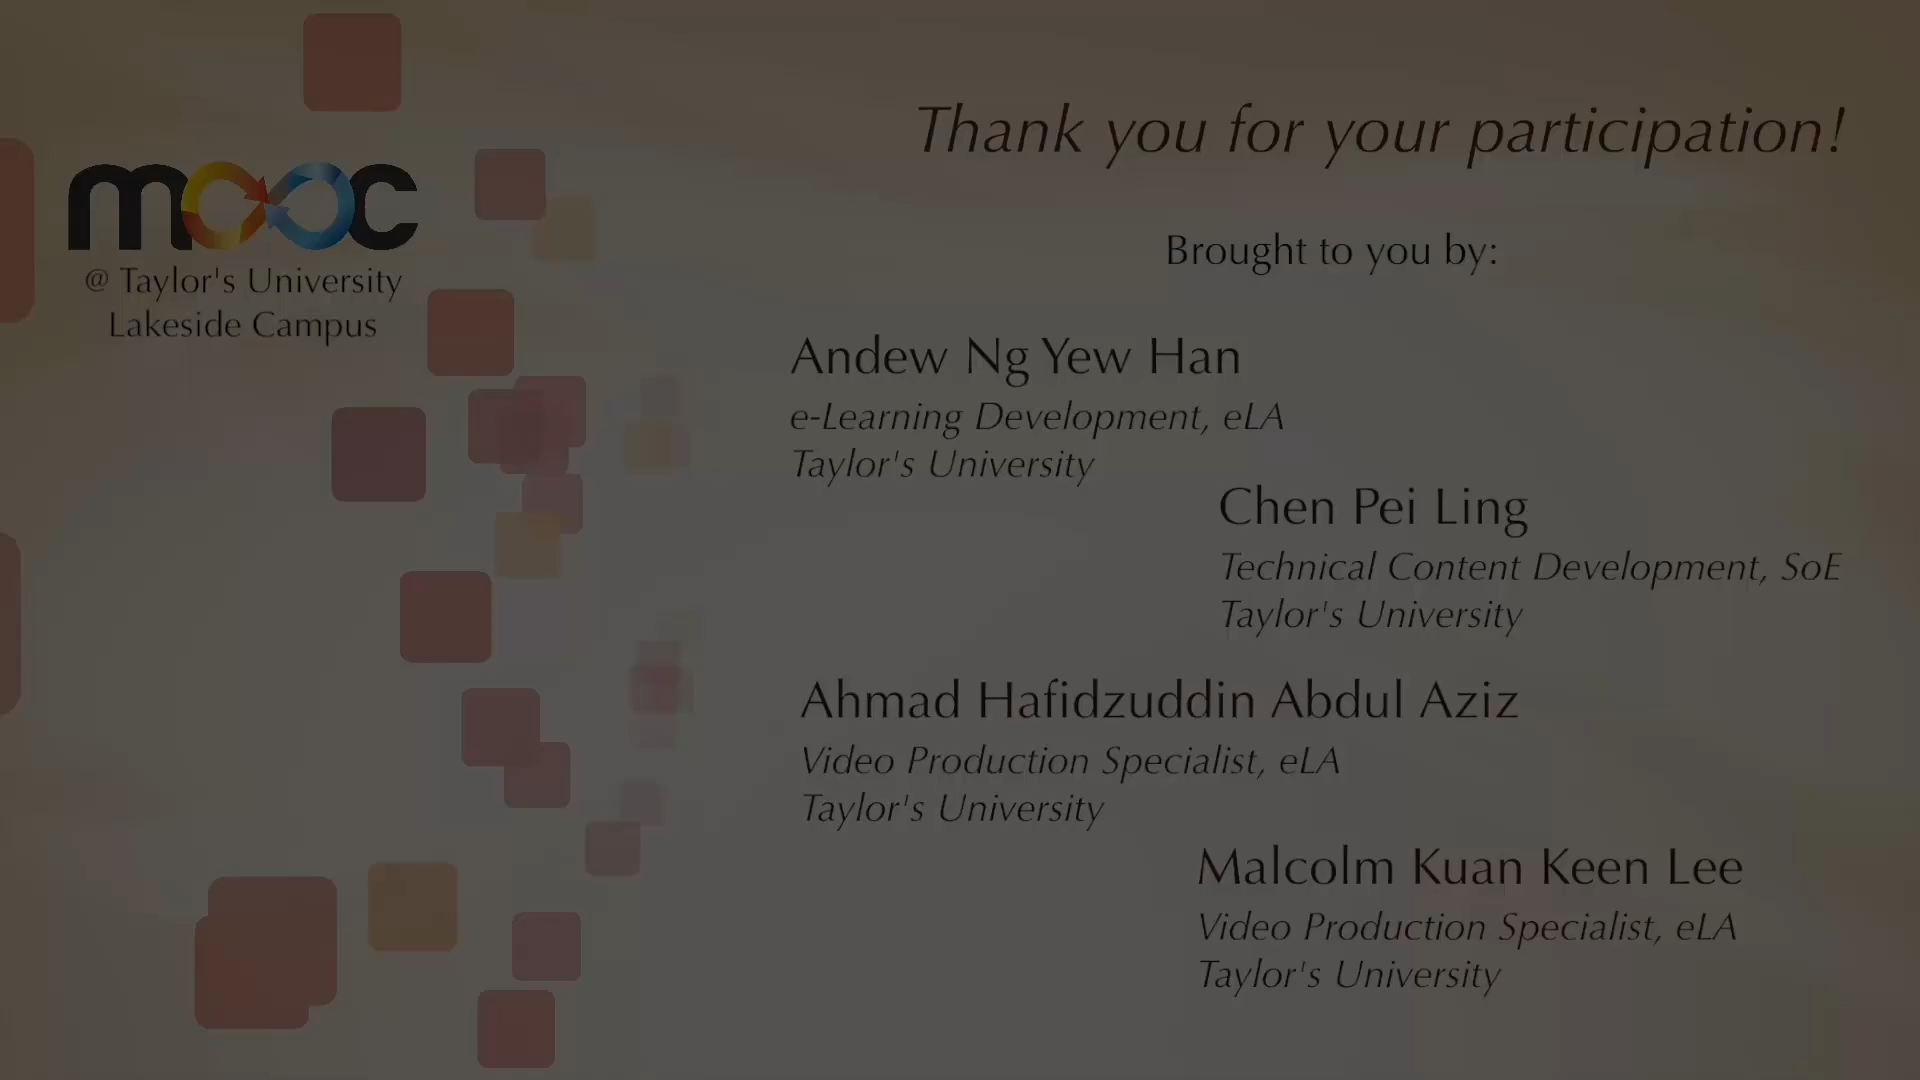 mooc
@ Taylor's University
Lakeside Campus
Thank you for your participation!
Brought to you by:
Andew Ng Yew Han
e-Learning Development, eLA
Taylor's University
Chen Pei Ling
Technical Content Development, SoE
Taylor's University
Ahmad Hafidzuddin Abdul Aziz
Video Production Specialist, eLA
Taylor's University
Malcolm Kuan Keen Lee
Video Production Specialist, eLA
Taylor's University